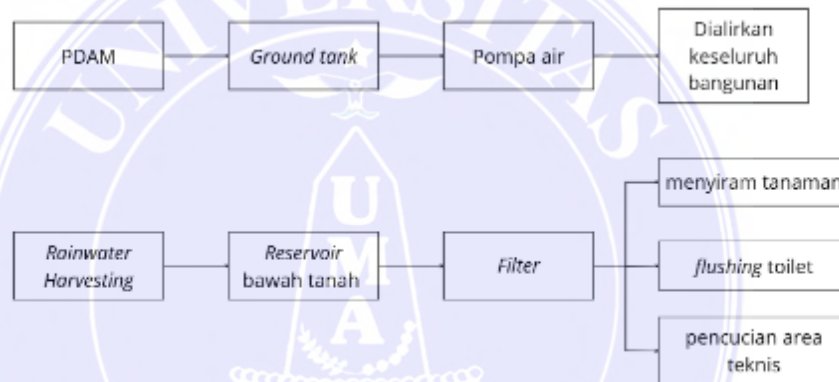 UNIVERSITAS
PDAM
Ground tank
Pompa air
Dialirkan
keseluruh
bangunan
Rainwater
Harvesting
Reservoir
bawah tanah
Filter
menyiram tanaman
flushing toilet
pencucian area
teknis
U
M
A